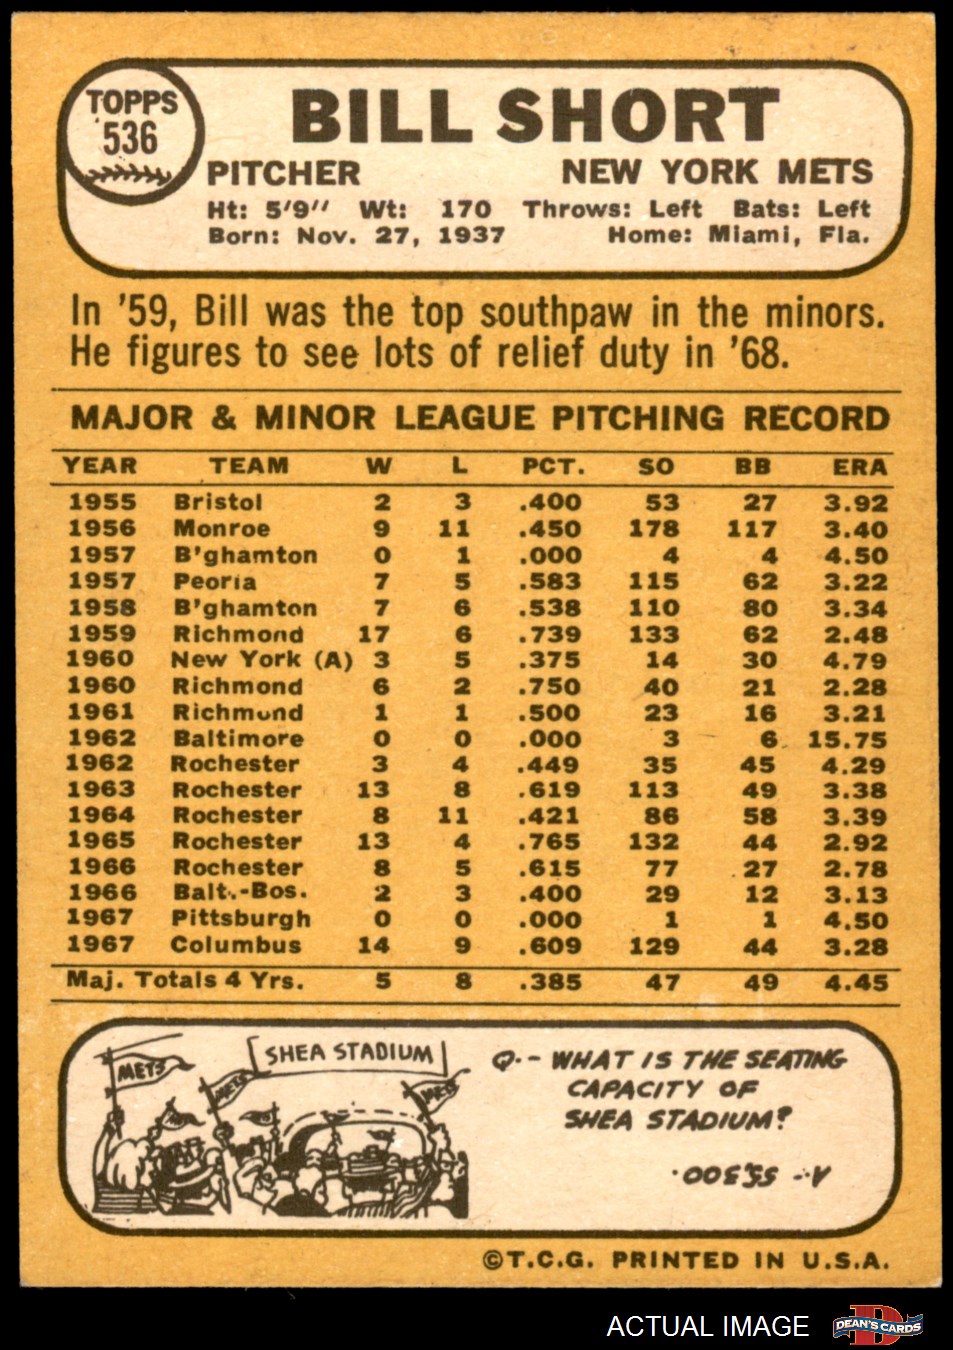 TOPPS
536
BILL SHORT
PITCHER NEW YORK METS
Ht: 5'9" Wt: 170 Throws: Left Bats: Left
Born: Nov. 27, 1937 Home: Miami, Fla.
In '59, Bill was the top southpaw in the minors.
He figures to see lots of relief duty in '68.
MAJOR & MINOR LEAGUE PITCHING RECORD
YEAR TEAM W L PCT. SO BB ERA
1955 Bristol 2 3 .400 53 27 3.92
1956 Monroe 9 11 .450 178 117 3.40
1957 B'ghamton 0 1 .000 4 4 4.50
1957 Peoria 7 5 .583 115 62 3.22
1958 B'ghamton 7 6 .538 110 80 3.34
1959 Richmond 17 6 .739 133 62 2.48
1960 New York (A) 3 5 .375 14 30 4.79
1960 Richmond 6 2 .750 40 21 2.28
1961 Richmond 1 1 .500 23 16 3.21
1962 Baltimore 0 0 .000 3 6 15.75
1962 Rochester 3 4 .449 35 45 4.29
1963 Rochester 13 8 .619 113 49 3.38
1964 Rochester 8 11 .421 86 58 3.39
1965 Rochester 13 4 .765 132 44 2.92
1966 Rochester 8 5 .615 77 27 2.78
1966 Balt.-Bos. 2 3 .400 29 12 3.13
1967 Pittsburgh 0 0 .000 1 1 4.50
1967 Columbus 14 9 .609 129 44 3.28
Maj. Totals 4 Yrs. 5 8 .385 47 49 4.45
SHEA STADIUM
METS
METS
METS
Q.- WHAT IS THE SEATING
CAPACITY OF
SHEA STADIUM?
A-- 55,300.
©T.C.G. PRINTED IN U.S.A.
ACTUAL IMAGE
D
DEAN'S CARDS